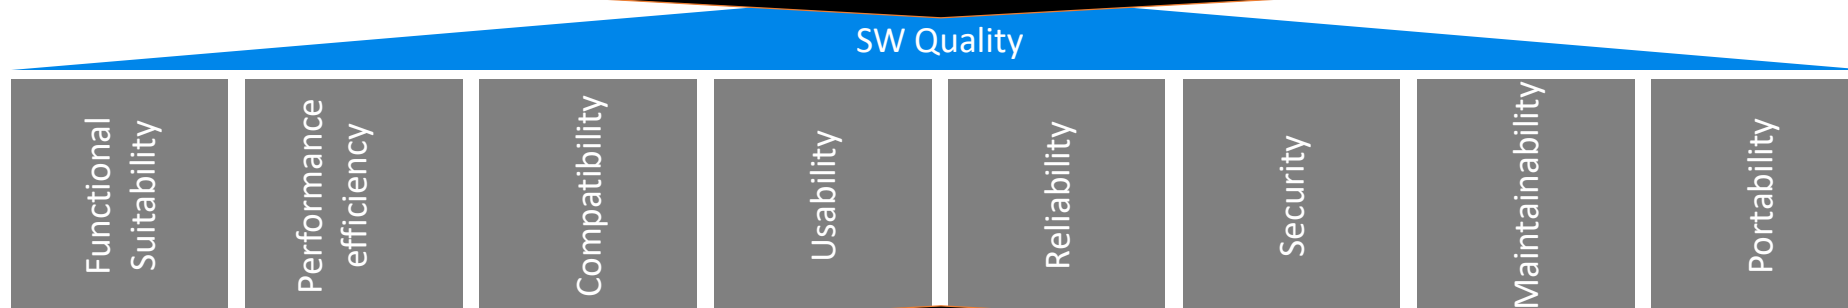 SW Quality
Functional
Suitability
Performance
efficiency
Compatibility
Usability
Reliability
Security
Maintainability
Portability